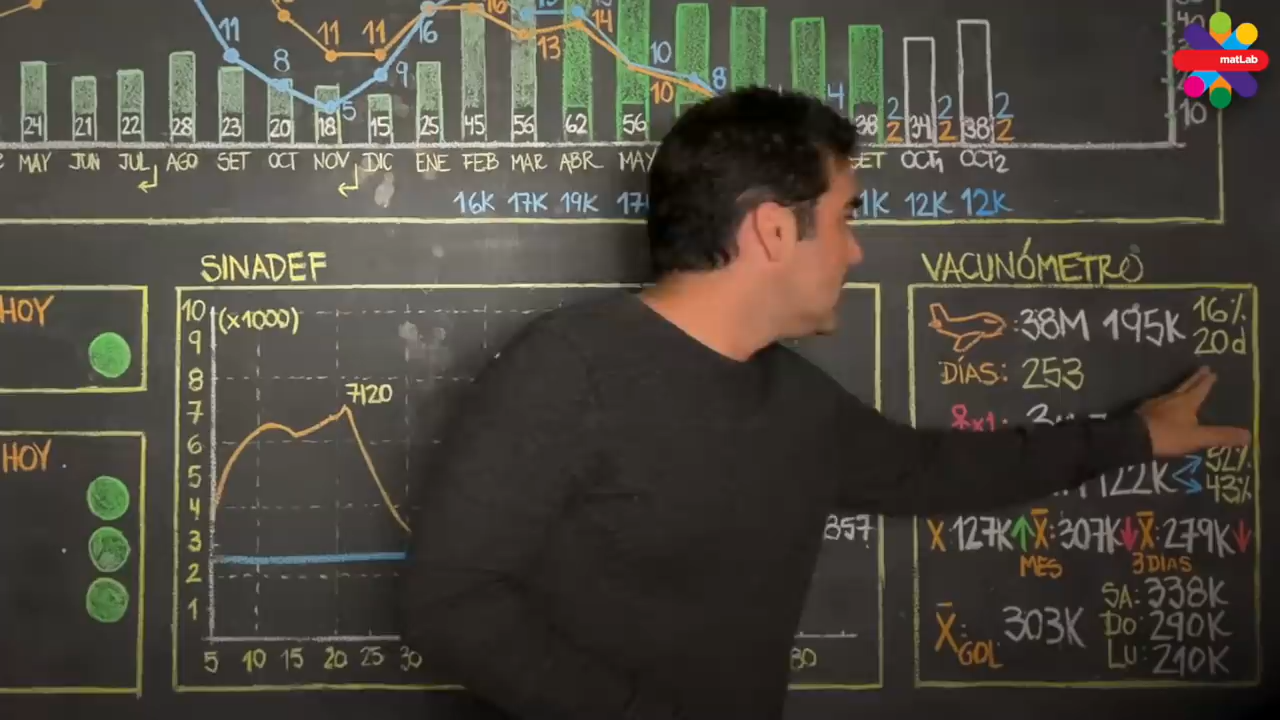 matLab
11 8 5 9 16 15 10 8
11 11 16 13 14 10
40
10
24 21 22 28 23 20 18 15 25 45 56 62 56 38 34 38
2 2 2
2 2 2
MAY JUN JUL AGO SET OCT NOV DIC ENE FEB MAR ABR MAY SET OCT1 OCT2
16K 17K 19K 12K 12K
SINADEF
VACUNÓMETRO
HOY
HOY
(x1000)
10
9
8
7
6
5
4
3
2
1
7120
5 10 15 20 25 30 80
357
:38M 195K 16% 20d
DÍAS: 253
x1:
122K 52% 43%
X:127K X̄:307K X̄:279K
MES 3DÍAS
X̄: GOL 303K
SA: 338K
DO: 290K
LU: 210K